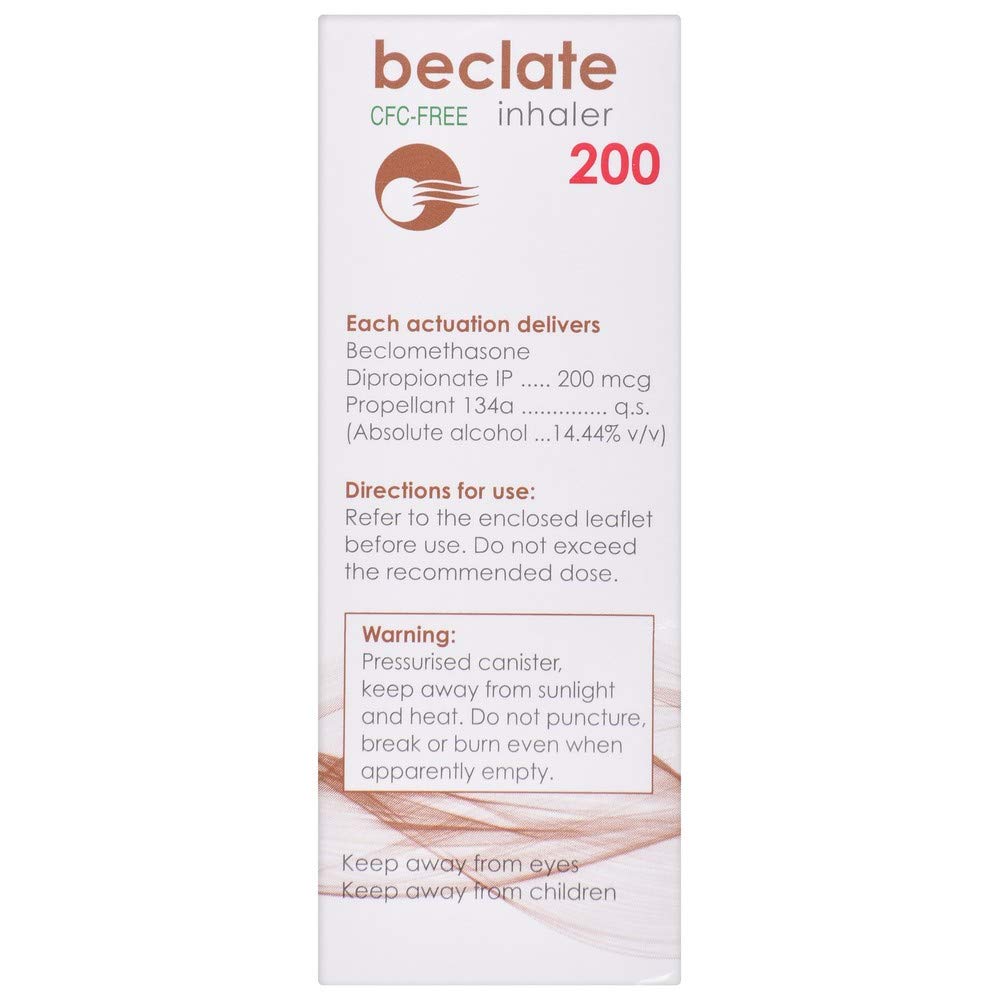 beclate
CFC-FREE inhaler
200
Each actuation delivers
Beclomethasone
Dipropionate IP ..... 200 mcg
Propellant 134a .............. q.s.
(Absolute alcohol ...14.44% v/v)
Directions for use:
Refer to the enclosed leaflet
before use. Do not exceed
the recommended dose.
Warning:
Pressurised canister,
keep away from sunlight
and heat. Do not puncture,
break or burn even when
apparently empty.
Keep away from eyes
Keep away from children